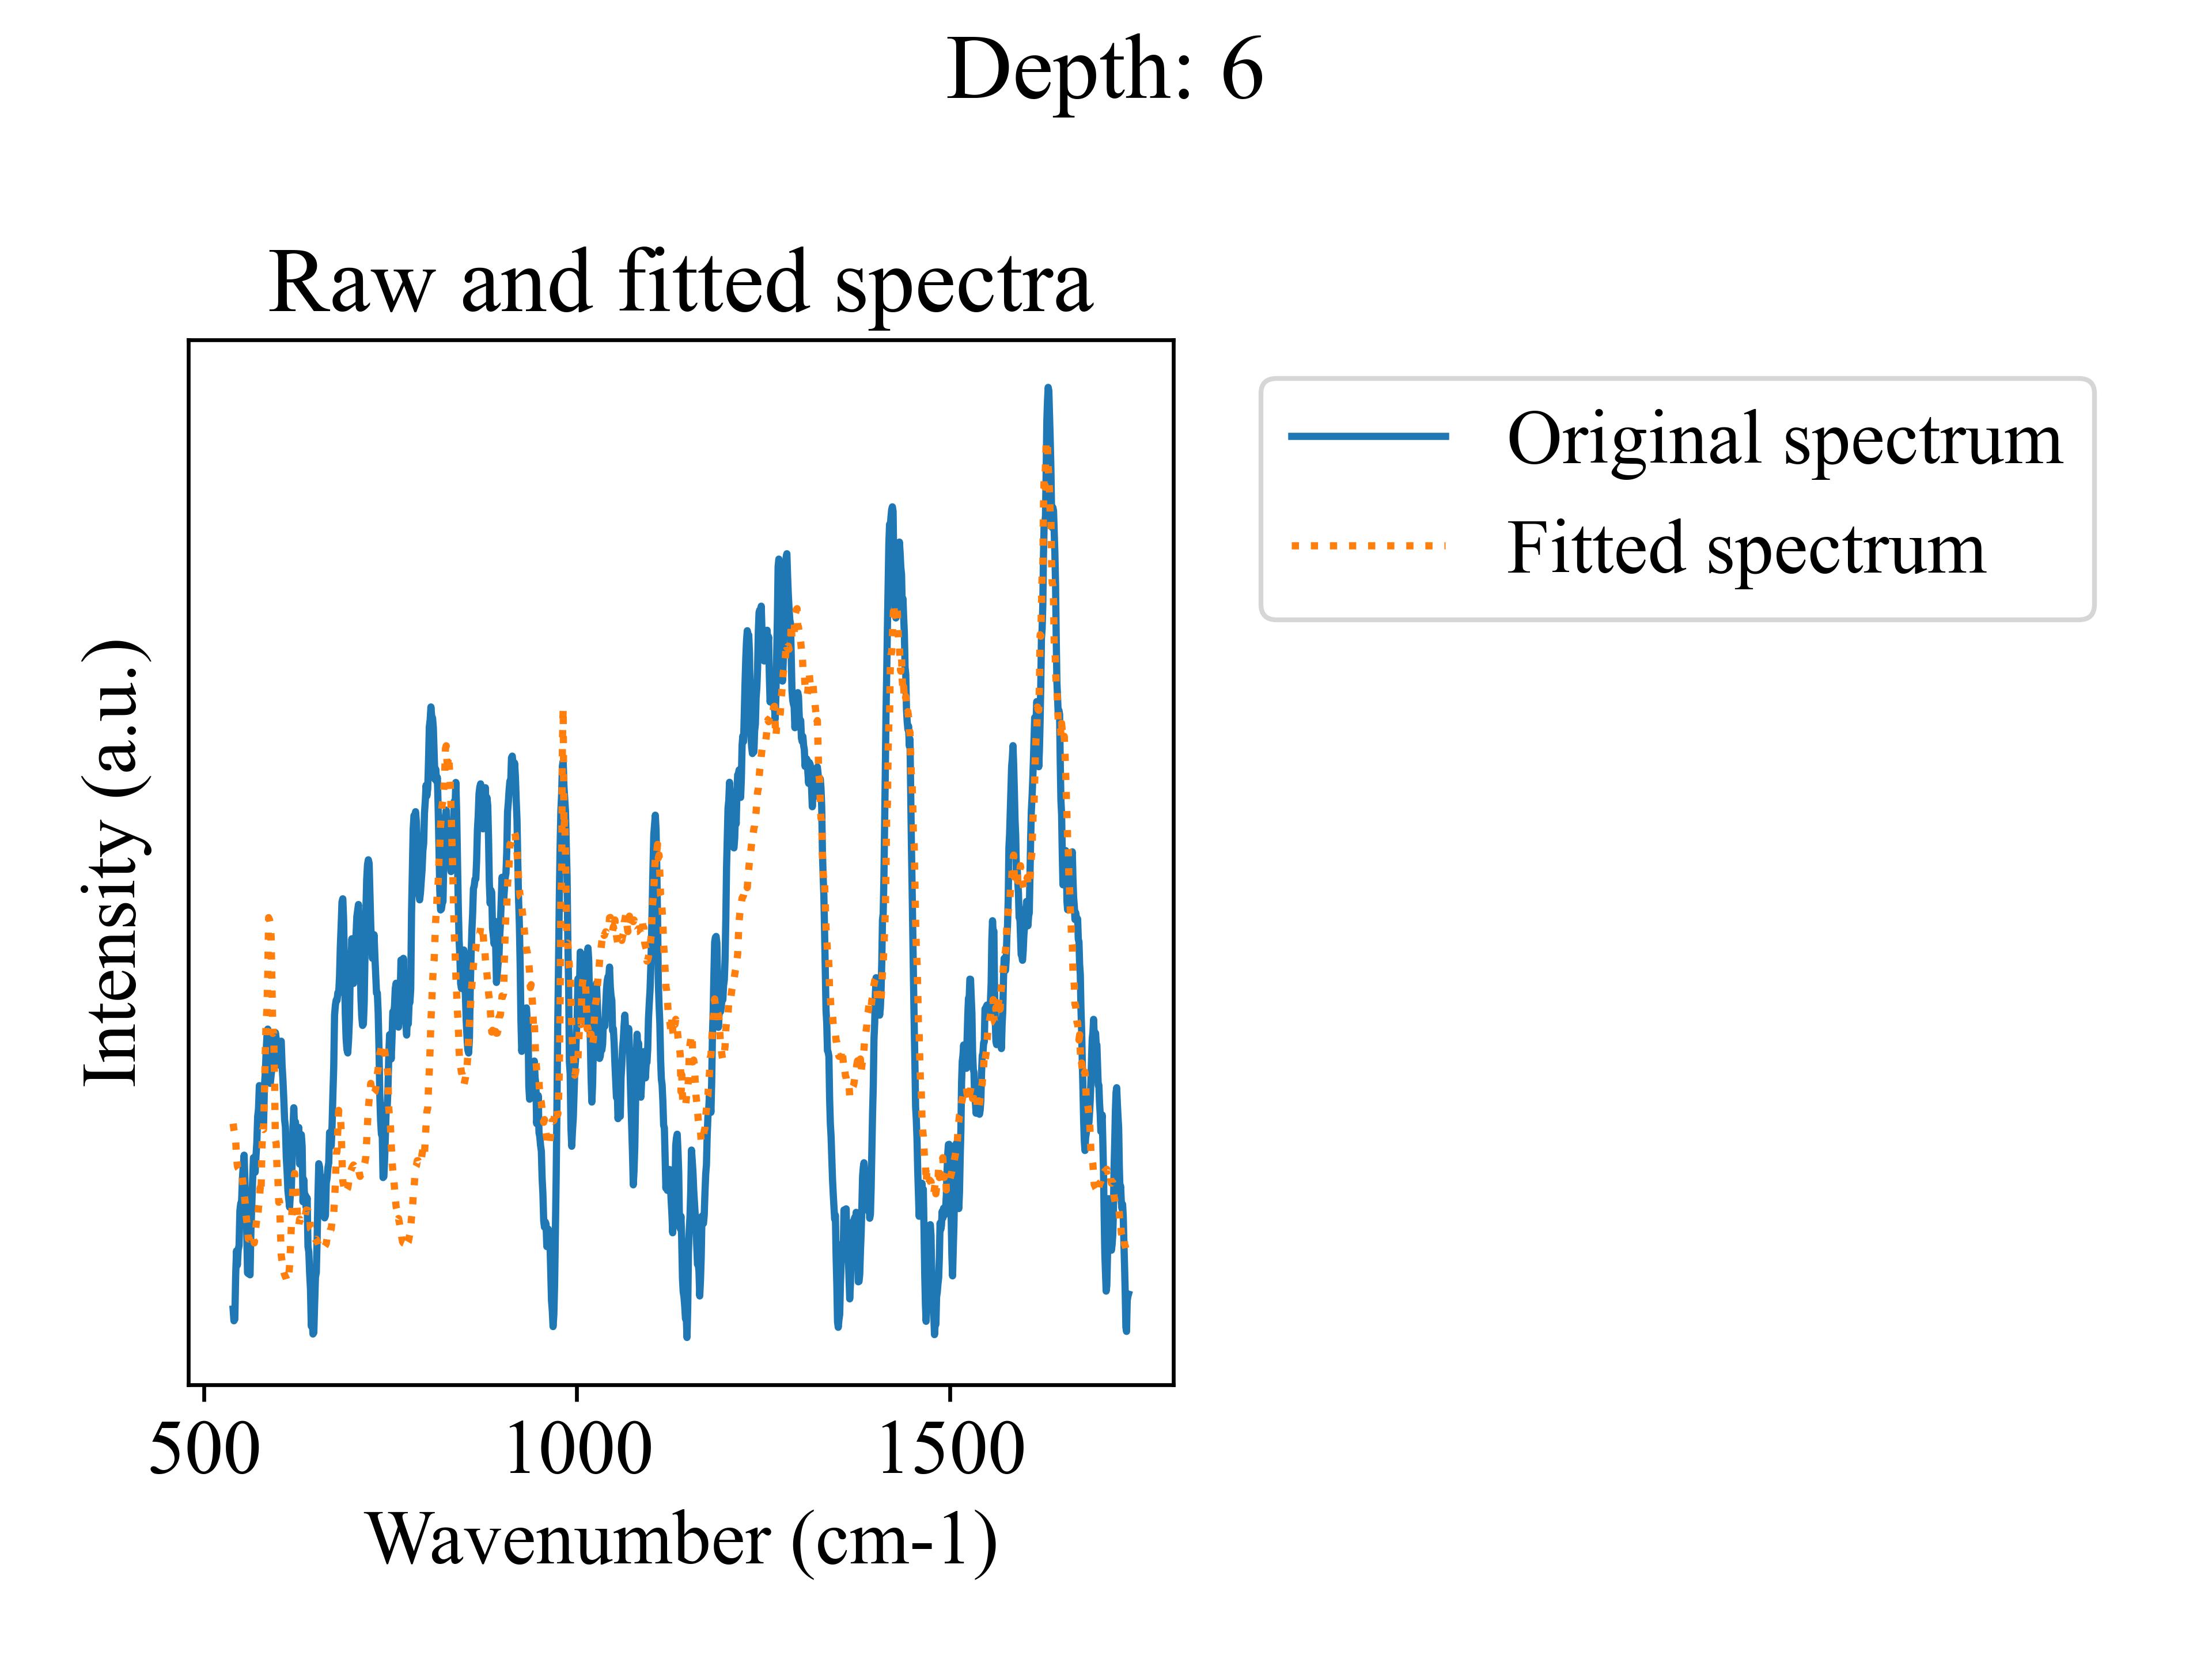 Depth: 6
Raw and fitted spectra
Original spectrum
Fitted spectrum
Intensity (a.u.)
500 1000 1500
Wavenumber (cm-1)